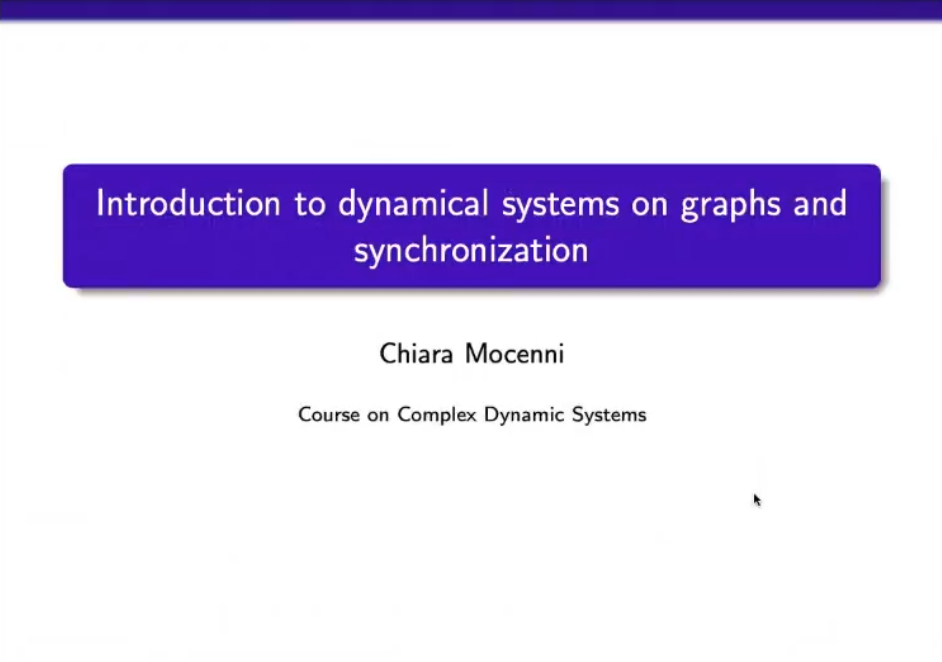 Introduction to dynamical systems on graphs and
synchronization
Chiara Mocenni
Course on Complex Dynamic Systems